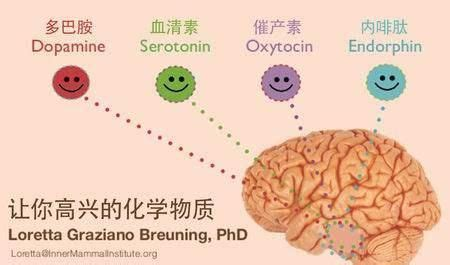 多巴胺 血清素 催产素 内啡肽
Dopamine Serotonin Oxytocin Endorphin
让你高兴的化学物质
Loretta Graziano Breuning, PhD
Loretta@InnerMammalInstitute.org